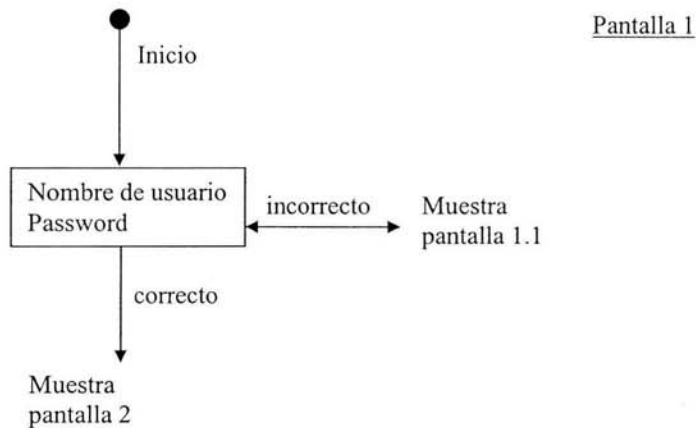 Pantalla 1
Inicio
Nombre de usuario
Password
incorrecto
Muestra
pantalla 1.1
correcto
Muestra
pantalla 2